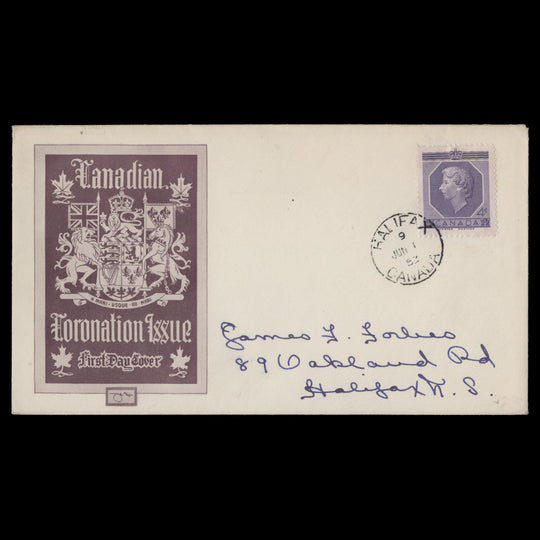 Canadian
A MARI · USQUE · AD · MARE
Coronation Issue
First Day Cover
4¢
CANADA
HALIFAX
9
JUN 1
CANADA
James F. Forbes
89 Oakland Rd
Halifax N.S.